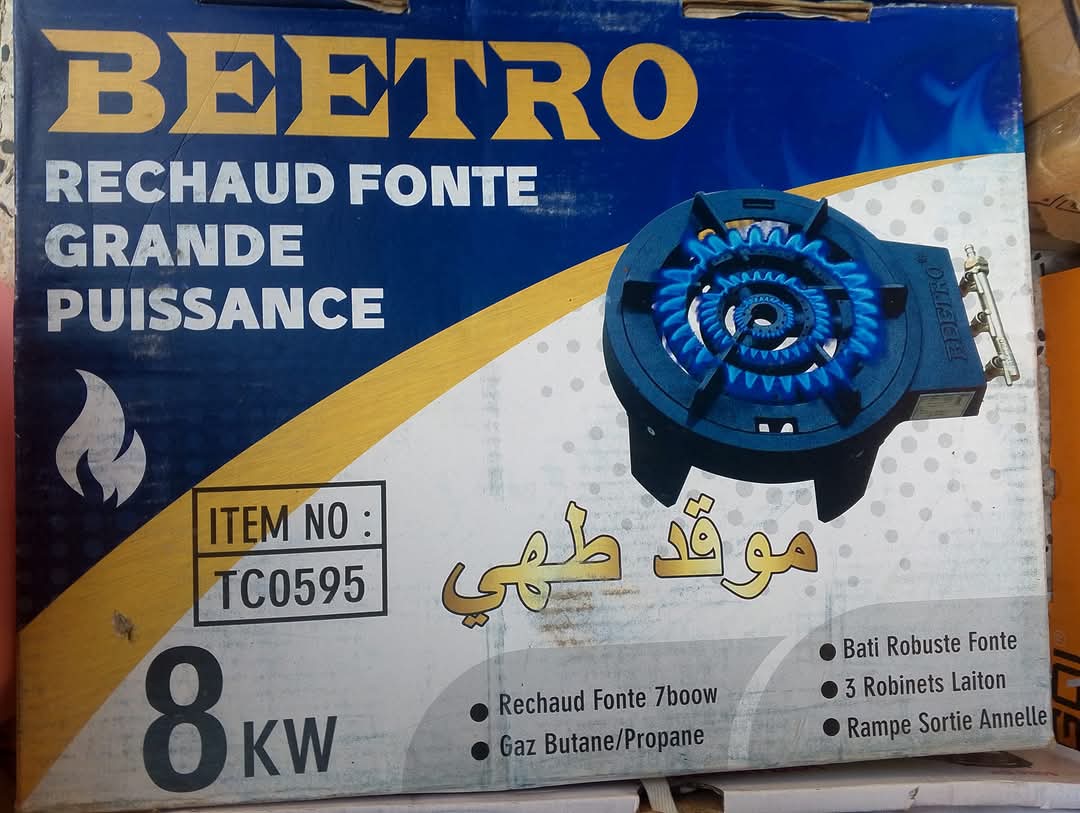 BEETRO
RECHAUD FONTE
GRANDE
PUISSANCE
ITEM NO :
TC0595
موقد طهي
8 KW
Rechaud Fonte 7boow
Gaz Butane/Propane
Bati Robuste Fonte
3 Robinets Laiton
Rampe Sortie Annelle